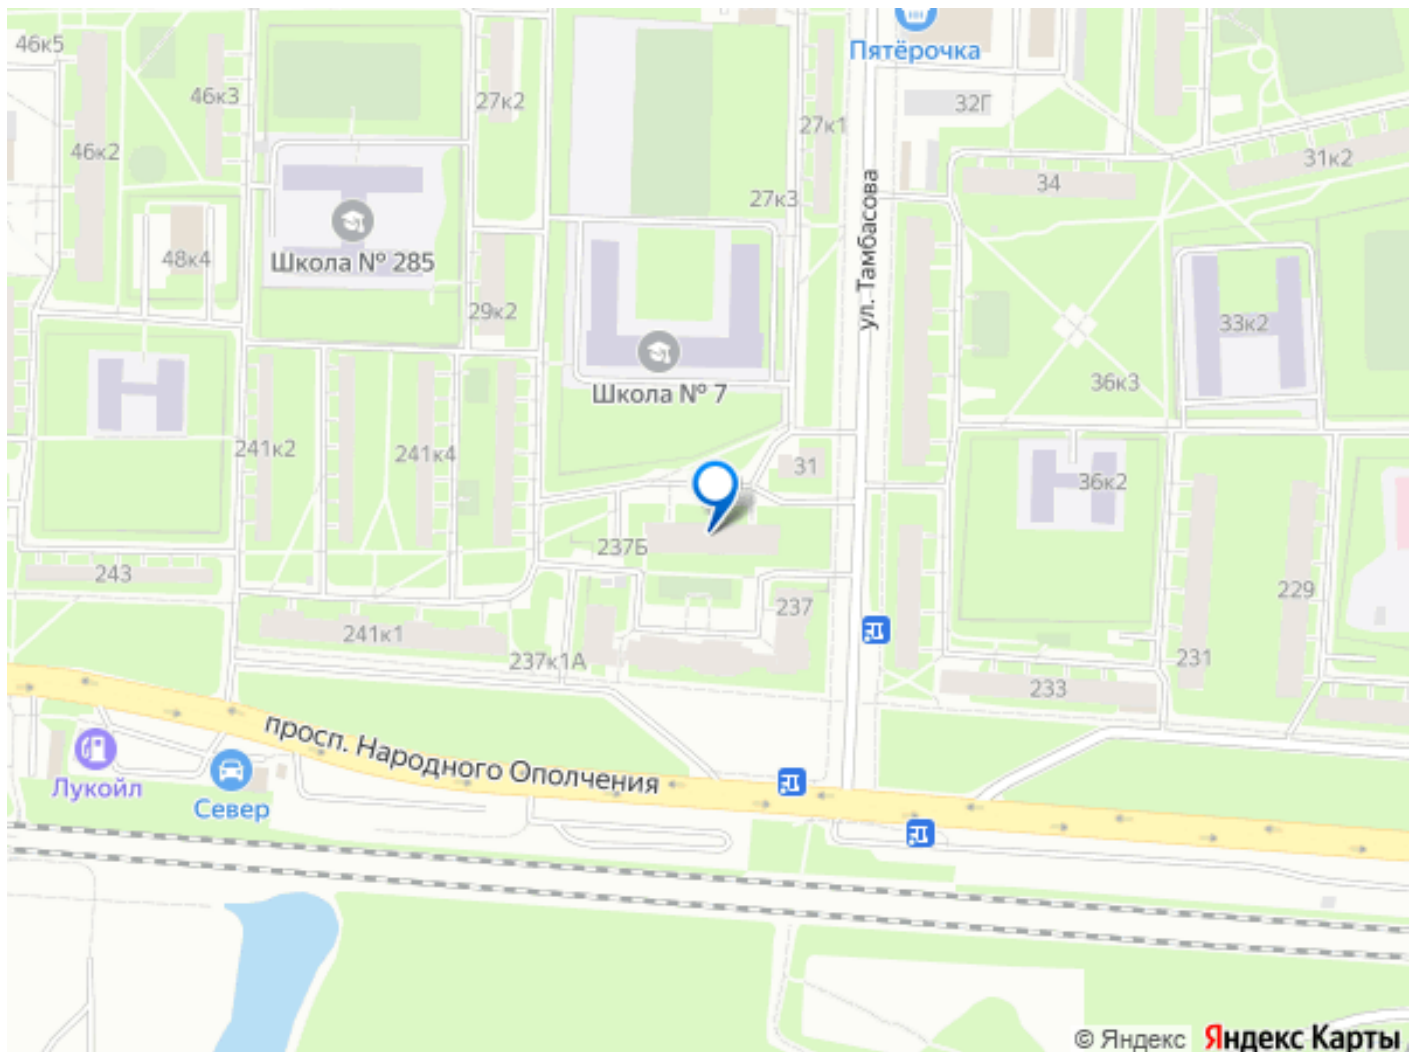 46к5
Пятёрочка
46к3
27к2
32Г
27к1
46к2
31к2
34
27к3
ул. Тамбасова
Школа № 285
48к4
29к2
33к2
36к3
Школа № 7
241к2
241к4
31
36к2
237Б
243
229
237
241к1
237к1А
231
233
просп. Народного Ополчения
Лукойл
Север
© Яндекс Яндекс Карты